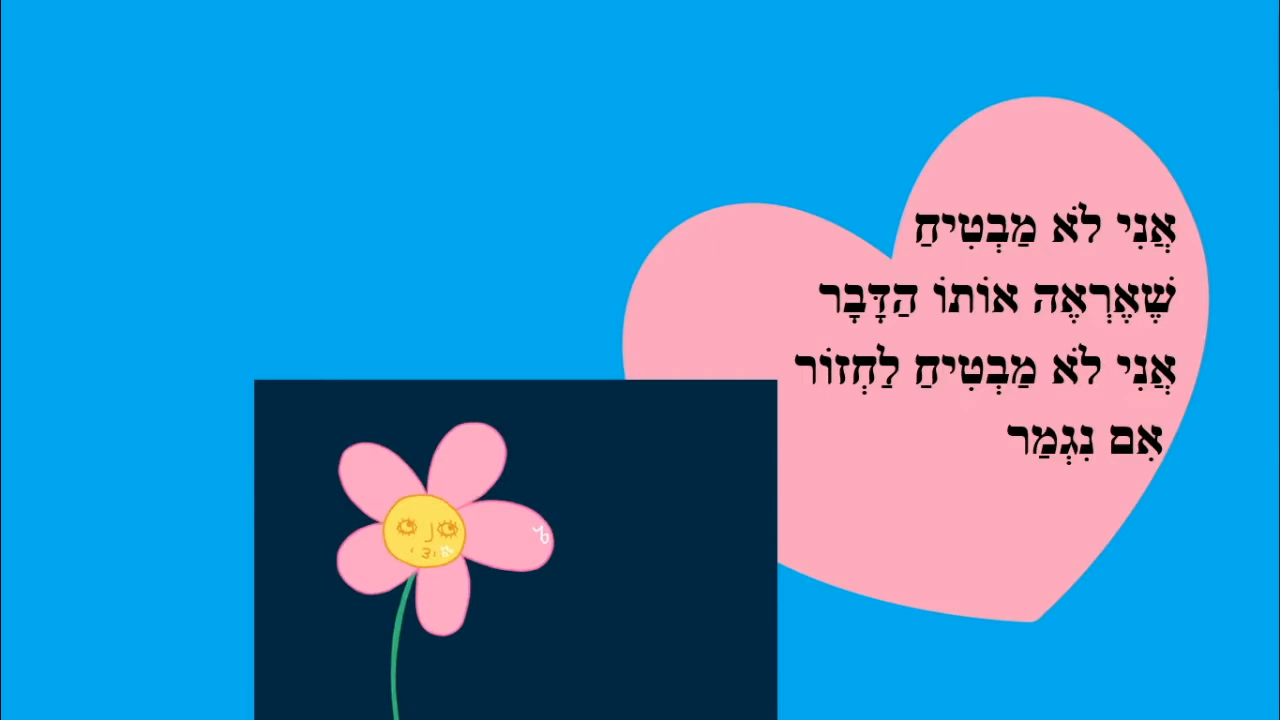 אֲנִי לֹא מַבְטִיחַ
שֶׁאֶרְאֶה אוֹתוֹ הַדָּבָר
אֲנִי לֹא מַבְטִיחַ לַחְזוֹר
אִם נִגְמַר